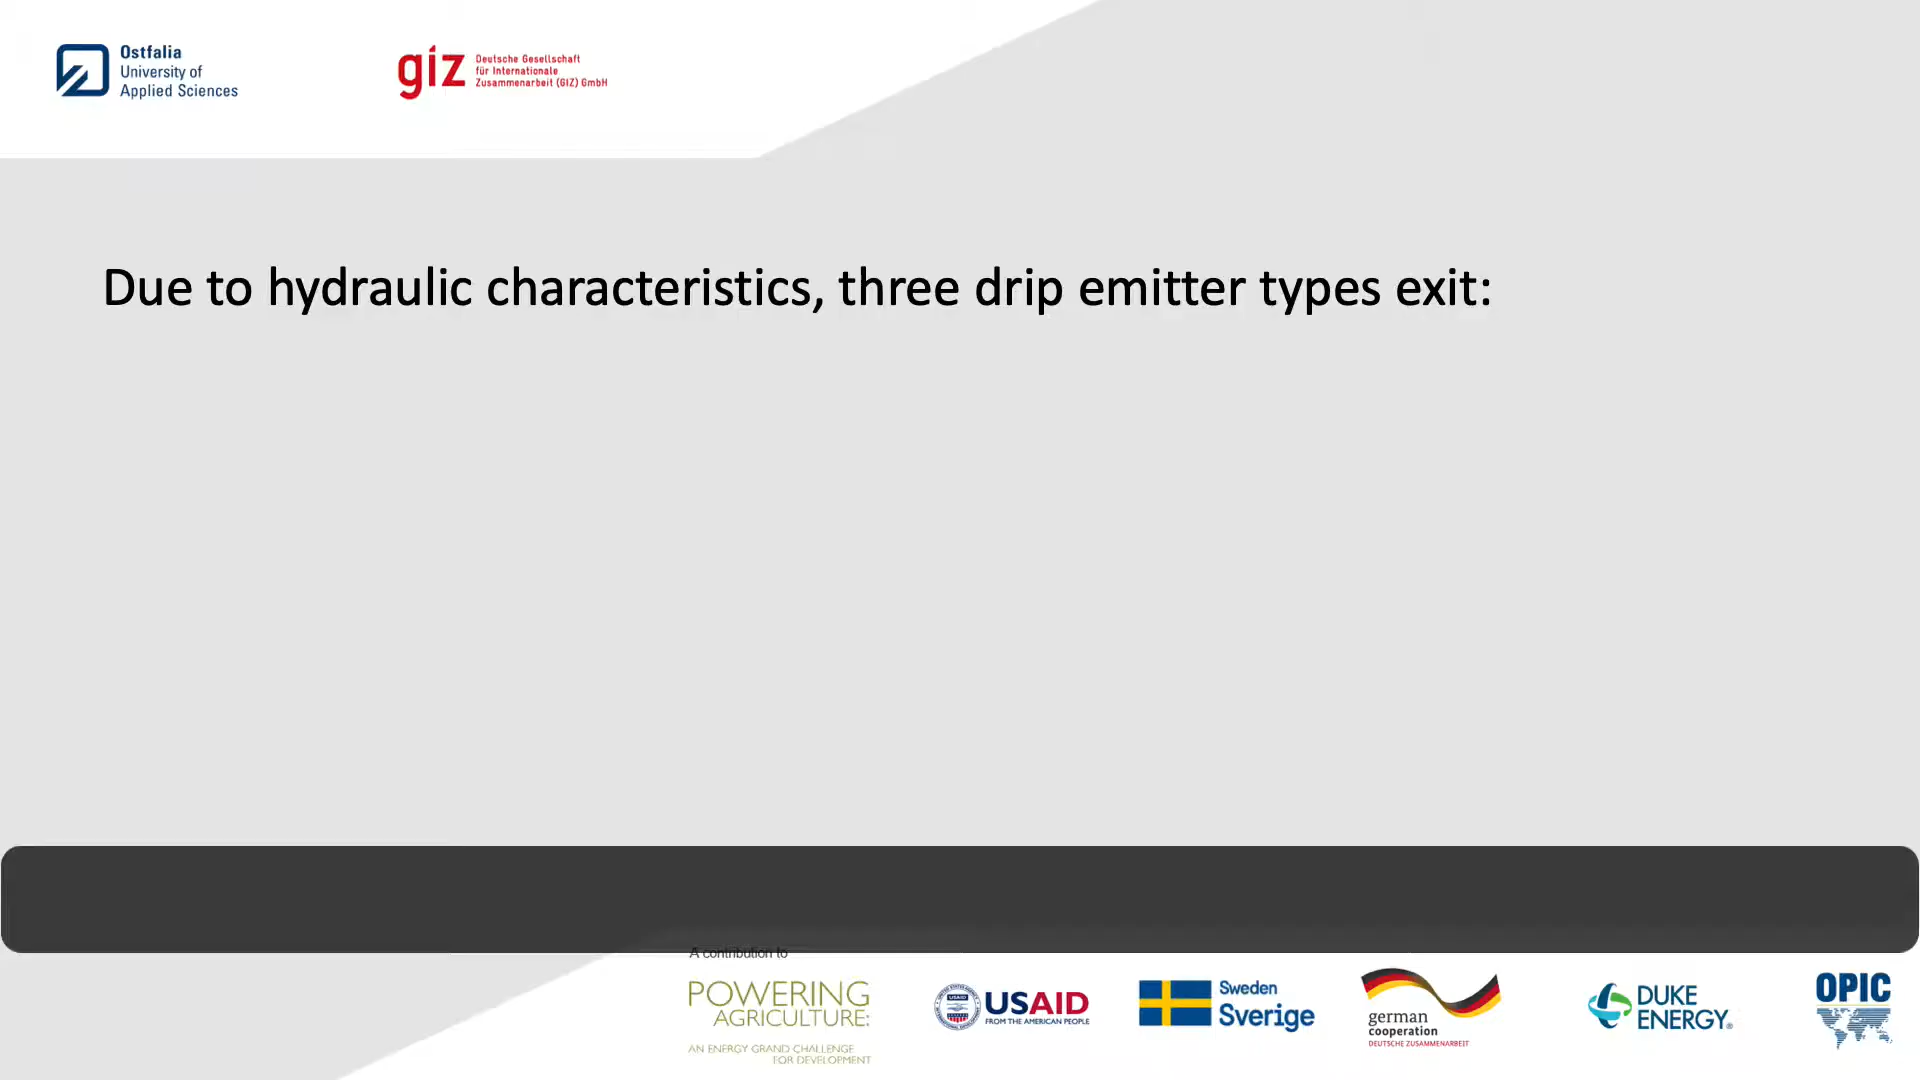 Ostfalia
University of
Applied Sciences
giz
Deutsche Gesellschaft
für Internationale
Zusammenarbeit (GIZ) GmbH
Due to hydraulic characteristics, three drip emitter types exit:
A contribution to
POWERING
AGRICULTURE:
AN ENERGY GRAND CHALLENGE
FOR DEVELOPMENT
USAID
USAID
FROM THE AMERICAN PEOPLE
Sweden
Sverige
german
cooperation
DEUTSCHE ZUSAMMENARBEIT
DUKE
ENERGY®
OPIC